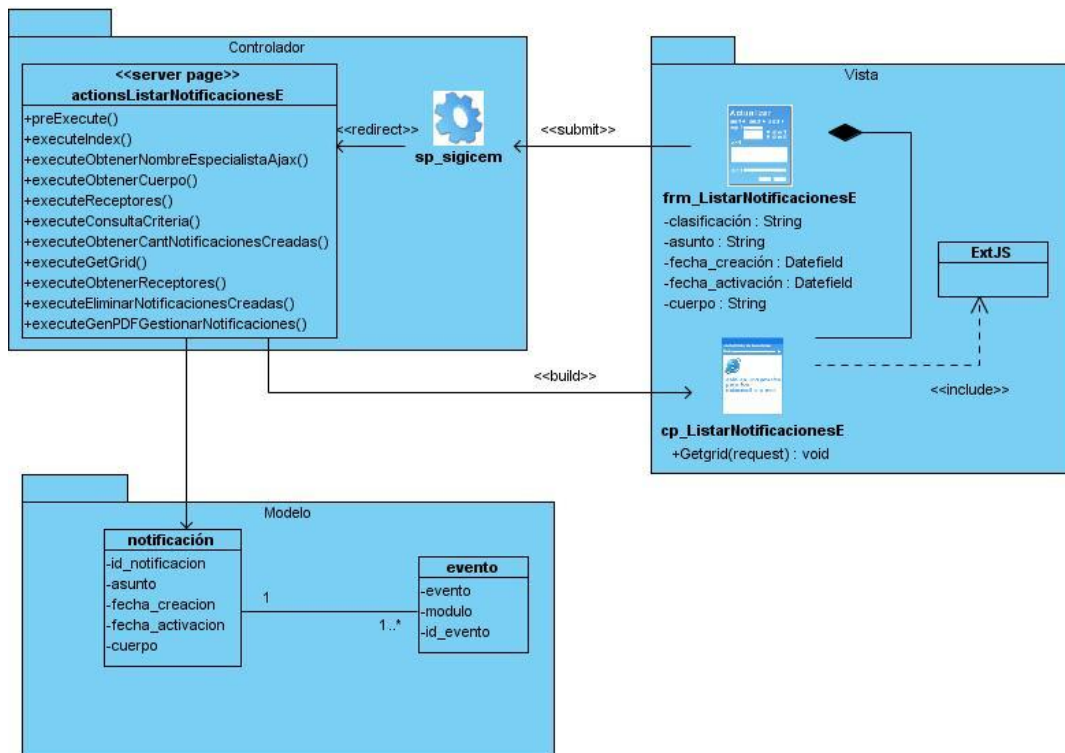 Controlador
<<server page>>
actionsListarNotificacionesE
+preExecute()
+executeIndex()
+executeObtenerNombreEspecialistaAjax()
+executeObtenerCuerpo()
+executeReceptores()
+executeConsultaCriteria()
+executeObtenerCantNotificacionesCreadas()
+executeGetGrid()
+executeObtenerReceptores()
+executeEliminarNotificacionesCreadas()
+executeGenPDFGestionarNotificaciones()
<<redirect>>
sp_sigicem
<<submit>>
Vista
Actualizar
frm_ListarNotificacionesE
-clasificación : String
-asunto : String
-fecha_creación : Datefield
-fecha_activación : Datefield
-cuerpo : String
ExtJS
<<include>>
<<build>>
cp_ListarNotificacionesE
+Getgrid(request) : void
Modelo
notificación
-id_notificacion
-asunto
-fecha_creacion
-fecha_activacion
-cuerpo
1
1..*
evento
-evento
-modulo
-id_evento